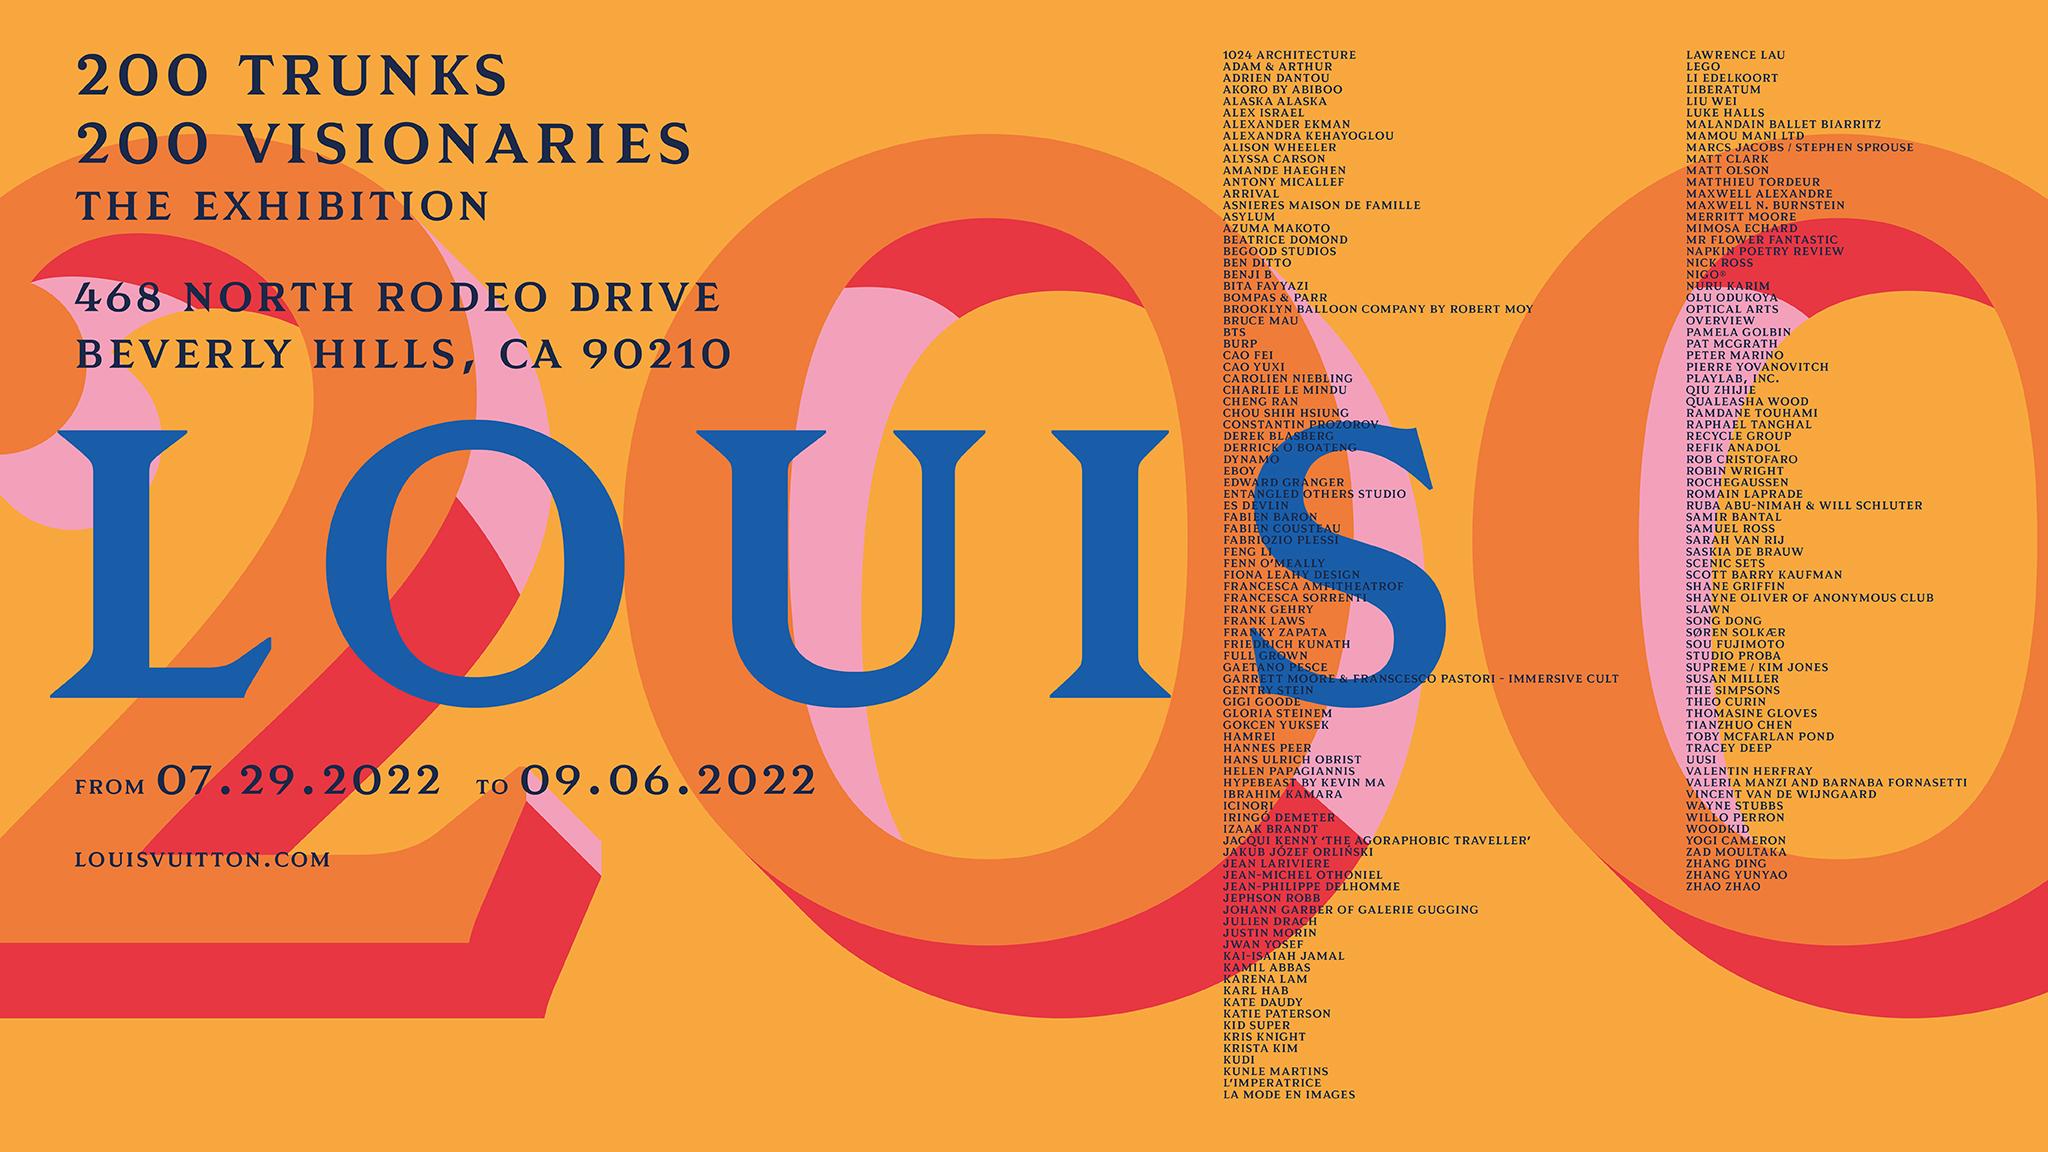 200 TRUNKS
200 VISIONARIES
THE EXHIBITION
468 NORTH RODEO DRIVE
BEVERLY HILLS, CA 90210
200
LOUIS
FROM 07.29.2022 TO 09.06.2022
LOUISVUITTON.COM
1024 ARCHITECTURE
ADAM & ARTHUR
ADRIEN DANTOU
AKORO BY ABIBOO
ALASKA ALASKA
ALEX ISRAEL
ALEXANDER EKMAN
ALEXANDRA KEHAYOGLOU
ALISON WHEELER
ALYSSA CARSON
AMANDE HAEGHEN
ANTONY MICALLEF
ARRIVAL
ASNIERES MAISON DE FAMILLE
ASYLUM
AZUMA MAKOTO
BEATRICE DOMOND
BEGOOD STUDIOS
BEN DITTO
BENJI B
BITA FAYYAZI
BOMPAS & PARR
BROOKLYN BALLOON COMPANY BY ROBERT MOY
BRUCE MAU
BTS
BURP
CAO FEI
CAO YUXI
CAROLIEN NIEBLING
CHARLIE LE MINDU
CHENG RAN
CHOU SHIH HSIUNG
CONSTANTIN PROZOROV
DEREK BLASBERG
DERRICK O BOATENG
DYNAMO
EBOY
EDWARD GRANGER
ENTANGLED OTHERS STUDIO
ES DEVLIN
FABIEN BARON
FABIEN COUSTEAU
FABRIOZIO PLESSI
FENG LI
FENN O'MEALLY
FIONA LEAHY DESIGN
FRANCESCA AMFITHEATROF
FRANCESCA SORRENTI
FRANK GEHRY
FRANK LAWS
FRANKY ZAPATA
FRIEDRICH KUNATH
FULL GROWN
GAETANO PESCE
GARRETT MOORE & FRANSCESCO PASTORI - IMMERSIVE CULT
GENTRY STEIN
GIGI GOODE
GLORIA STEINEM
GOKCEN YUKSEK
HAMREI
HANNES PEER
HANS ULRICH OBRIST
HELEN PAPAGIANNIS
HYPEBEAST BY KEVIN MA
IBRAHIM KAMARA
ICINORI
IRINGÓ DEMETER
IZAAK BRANDT
JACQUI KENNY 'THE AGORAPHOBIC TRAVELLER'
JAKUB JÓZEF ORLIŃSKI
JEAN LARIVIERE
JEAN-MICHEL OTHONIEL
JEAN-PHILIPPE DELHOMME
JEPHSON ROBB
JOHANN GARBER OF GALERIE GUGGING
JULIEN DRACH
JUSTIN MORIN
JWAN YOSEF
KAI-ISAIAH JAMAL
KAMIL ABBAS
KARENA LAM
KARL HAB
KATE DAUDY
KATIE PATERSON
KID SUPER
KRIS KNIGHT
KRISTA KIM
KUDI
KUNLE MARTINS
L'IMPERATRICE
LA MODE EN IMAGES
LAWRENCE LAU
LEGO
LI EDELKOORT
LIBERATUM
LIU WEI
LUKE HALLS
MALANDAIN BALLET BIARRITZ
MAMOU MANI LTD
MARCS JACOBS / STEPHEN SPROUSE
MATT CLARK
MATT OLSON
MATTHIEU TORDEUR
MAXWELL ALEXANDRE
MAXWELL N. BURNSTEIN
MERRITT MOORE
MIMOSA ECHARD
MR FLOWER FANTASTIC
NAPKIN POETRY REVIEW
NICK ROSS
NIGO®
NURU KARIM
OLU ODUKOYA
OPTICAL ARTS
OVERVIEW
PAMELA GOLBIN
PAT MCGRATH
PETER MARINO
PIERRE YOVANOVITCH
PLAYLAB, INC.
QIU ZHIJIE
QUALEASHA WOOD
RAMDANE TOUHAMI
RAPHAEL TANGHAL
RECYCLE GROUP
REFIK ANADOL
ROB CRISTOFARO
ROBIN WRIGHT
ROCHEGAUSSEN
ROMAIN LAPRADE
RUBA ABU-NIMAH & WILL SCHLUTER
SAMIR BANTAL
SAMUEL ROSS
SARAH VAN RIJ
SASKIA DE BRAUW
SCENIC SETS
SCOTT BARRY KAUFMAN
SHANE GRIFFIN
SHAYNE OLIVER OF ANONYMOUS CLUB
SLAWN
SONG DONG
SØREN SOLKÆR
SOU FUJIMOTO
STUDIO PROBA
SUPREME / KIM JONES
SUSAN MILLER
THE SIMPSONS
THEO CURIN
THOMASINE GLOVES
TIANZHUO CHEN
TOBY MCFARLAN POND
TRACEY DEEP
UUSI
VALENTIN HERFRAY
VALERIA MANZI AND BARNABA FORNASETTI
VINCENT VAN DE WIJNGAARD
WAYNE STUBBS
WILLO PERRON
WOODKID
YOGI CAMERON
ZAD MOULTAKA
ZHANG DING
ZHANG YUNYAO
ZHAO ZHAO